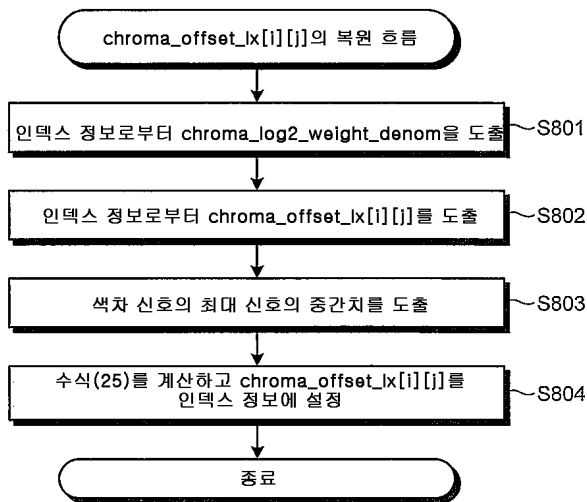 chroma_offset_lx[i][j]의 복원 흐름
인덱스 정보로부터 chroma_log2_weight_denom을 도출
S801
인덱스 정보로부터 chroma_offset_lx[i][j]를 도출
S802
색차 신호의 최대 신호의 중간치를 도출
S803
수식(25)를 계산하고 chroma_offset_lx[i][j]를
인덱스 정보에 설정
S804
종료